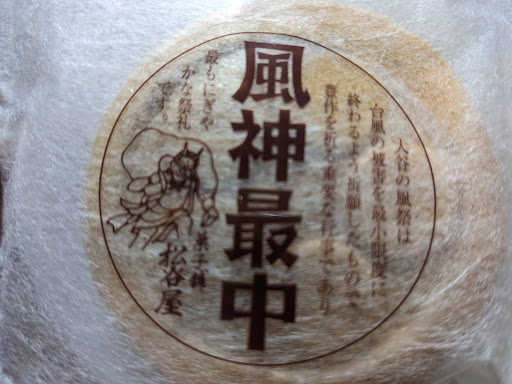 大谷の風祭は
台風の被害を最小限度に
終わるよう祈願したもので
豊作を祈る重要な行事であり
風神最中
最もにぎや
かな祭礼
です。
菓子舗
松谷屋